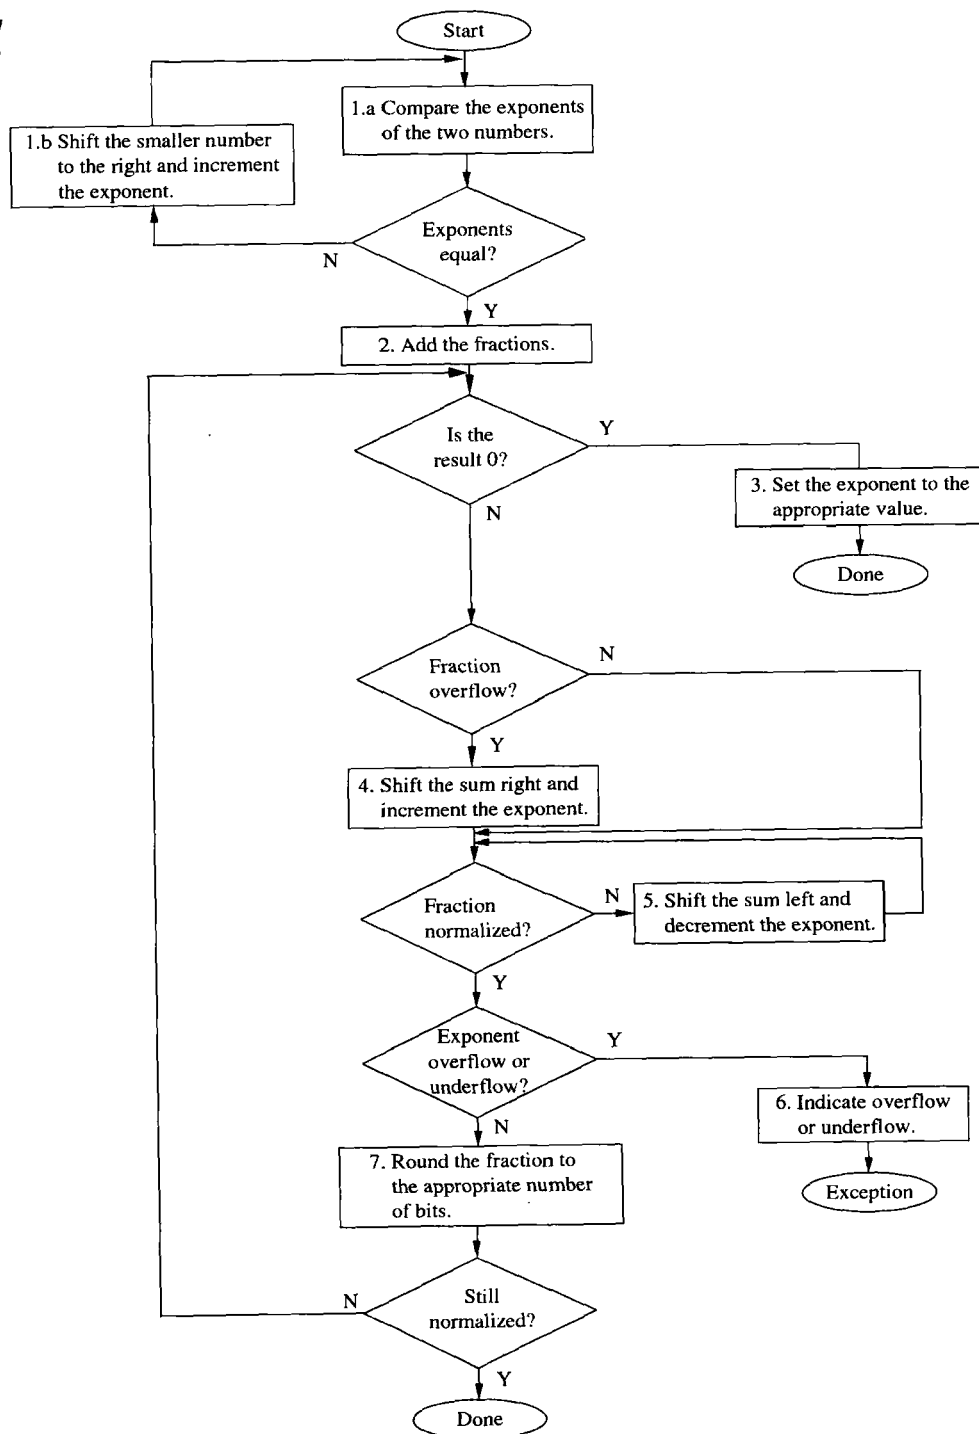 Start
1.a Compare the exponents
of the two numbers.
1.b Shift the smaller number
to the right and increment
the exponent.
Exponents
equal?
N
Y
2. Add the fractions.
Is the
result 0?
Y
N
3. Set the exponent to the
appropriate value.
Done
Fraction
overflow?
N
Y
4. Shift the sum right and
increment the exponent.
Fraction
normalized?
N
5. Shift the sum left and
decrement the exponent.
Y
Exponent
overflow or
underflow?
Y
N
6. Indicate overflow
or underflow.
Exception
7. Round the fraction to
the appropriate number
of bits.
Still
normalized?
N
Y
Done